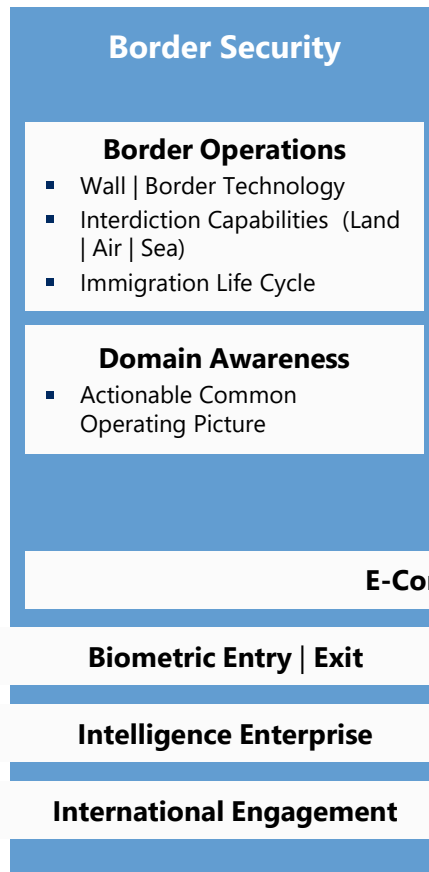 Border Security
Border Operations
▪ Wall | Border Technology
▪ Interdiction Capabilities (Land
| Air | Sea)
▪ Immigration Life Cycle
Domain Awareness
▪ Actionable Common
Operating Picture
Biometric Entry | Exit
Intelligence Enterprise
International Engagement